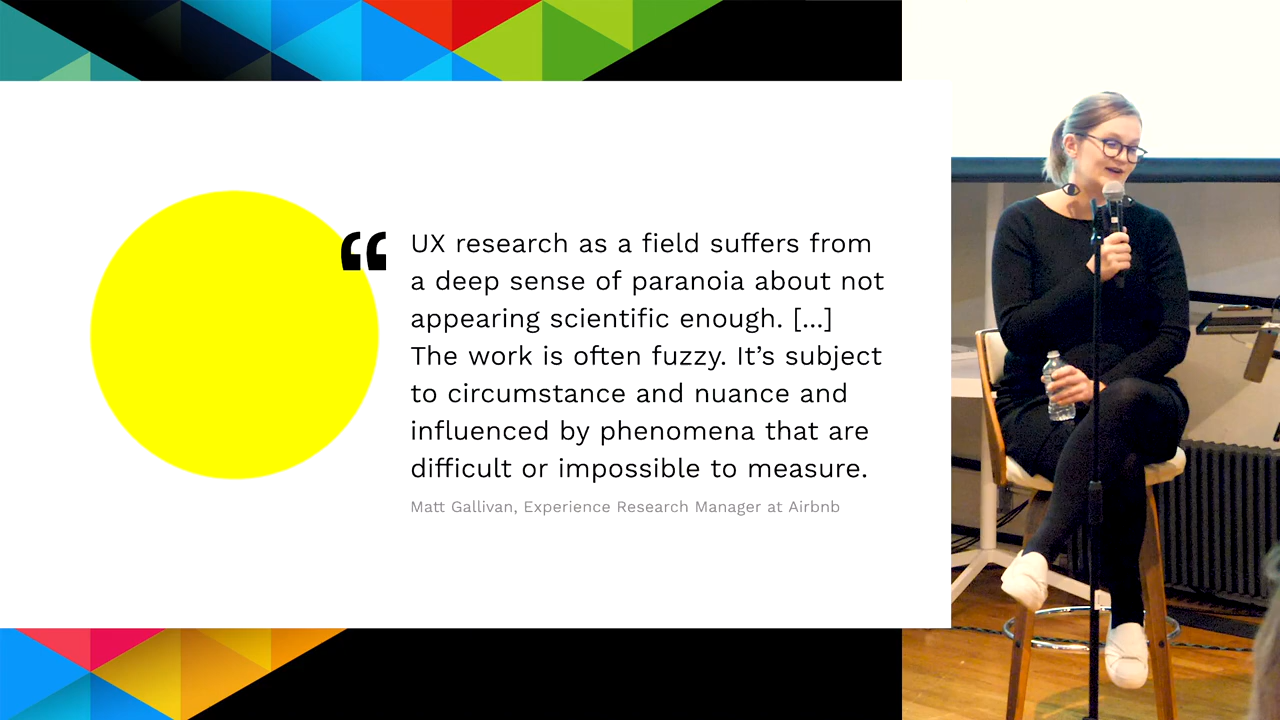 “
UX research as a field suffers from
a deep sense of paranoia about not
appearing scientific enough. [...]
The work is often fuzzy. It’s subject
to circumstance and nuance and
influenced by phenomena that are
difficult or impossible to measure.
Matt Gallivan, Experience Research Manager at Airbnb